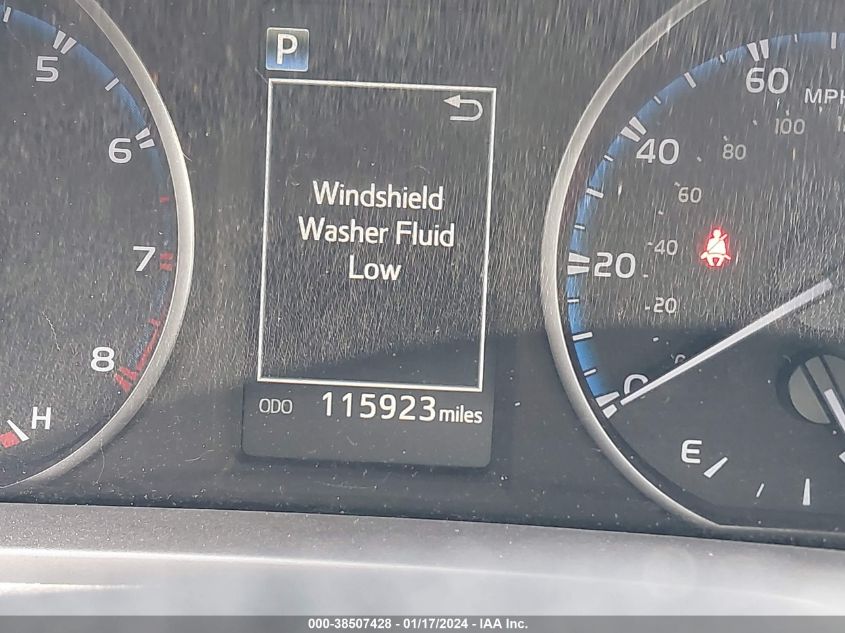 P
5
6
7
8
H
Windshield
Washer Fluid
Low
ODO 115923 miles
60
MPH
100
40
80
60
20
40
20
0
E
000-38507428 - 01/17/2024 - IAA Inc.